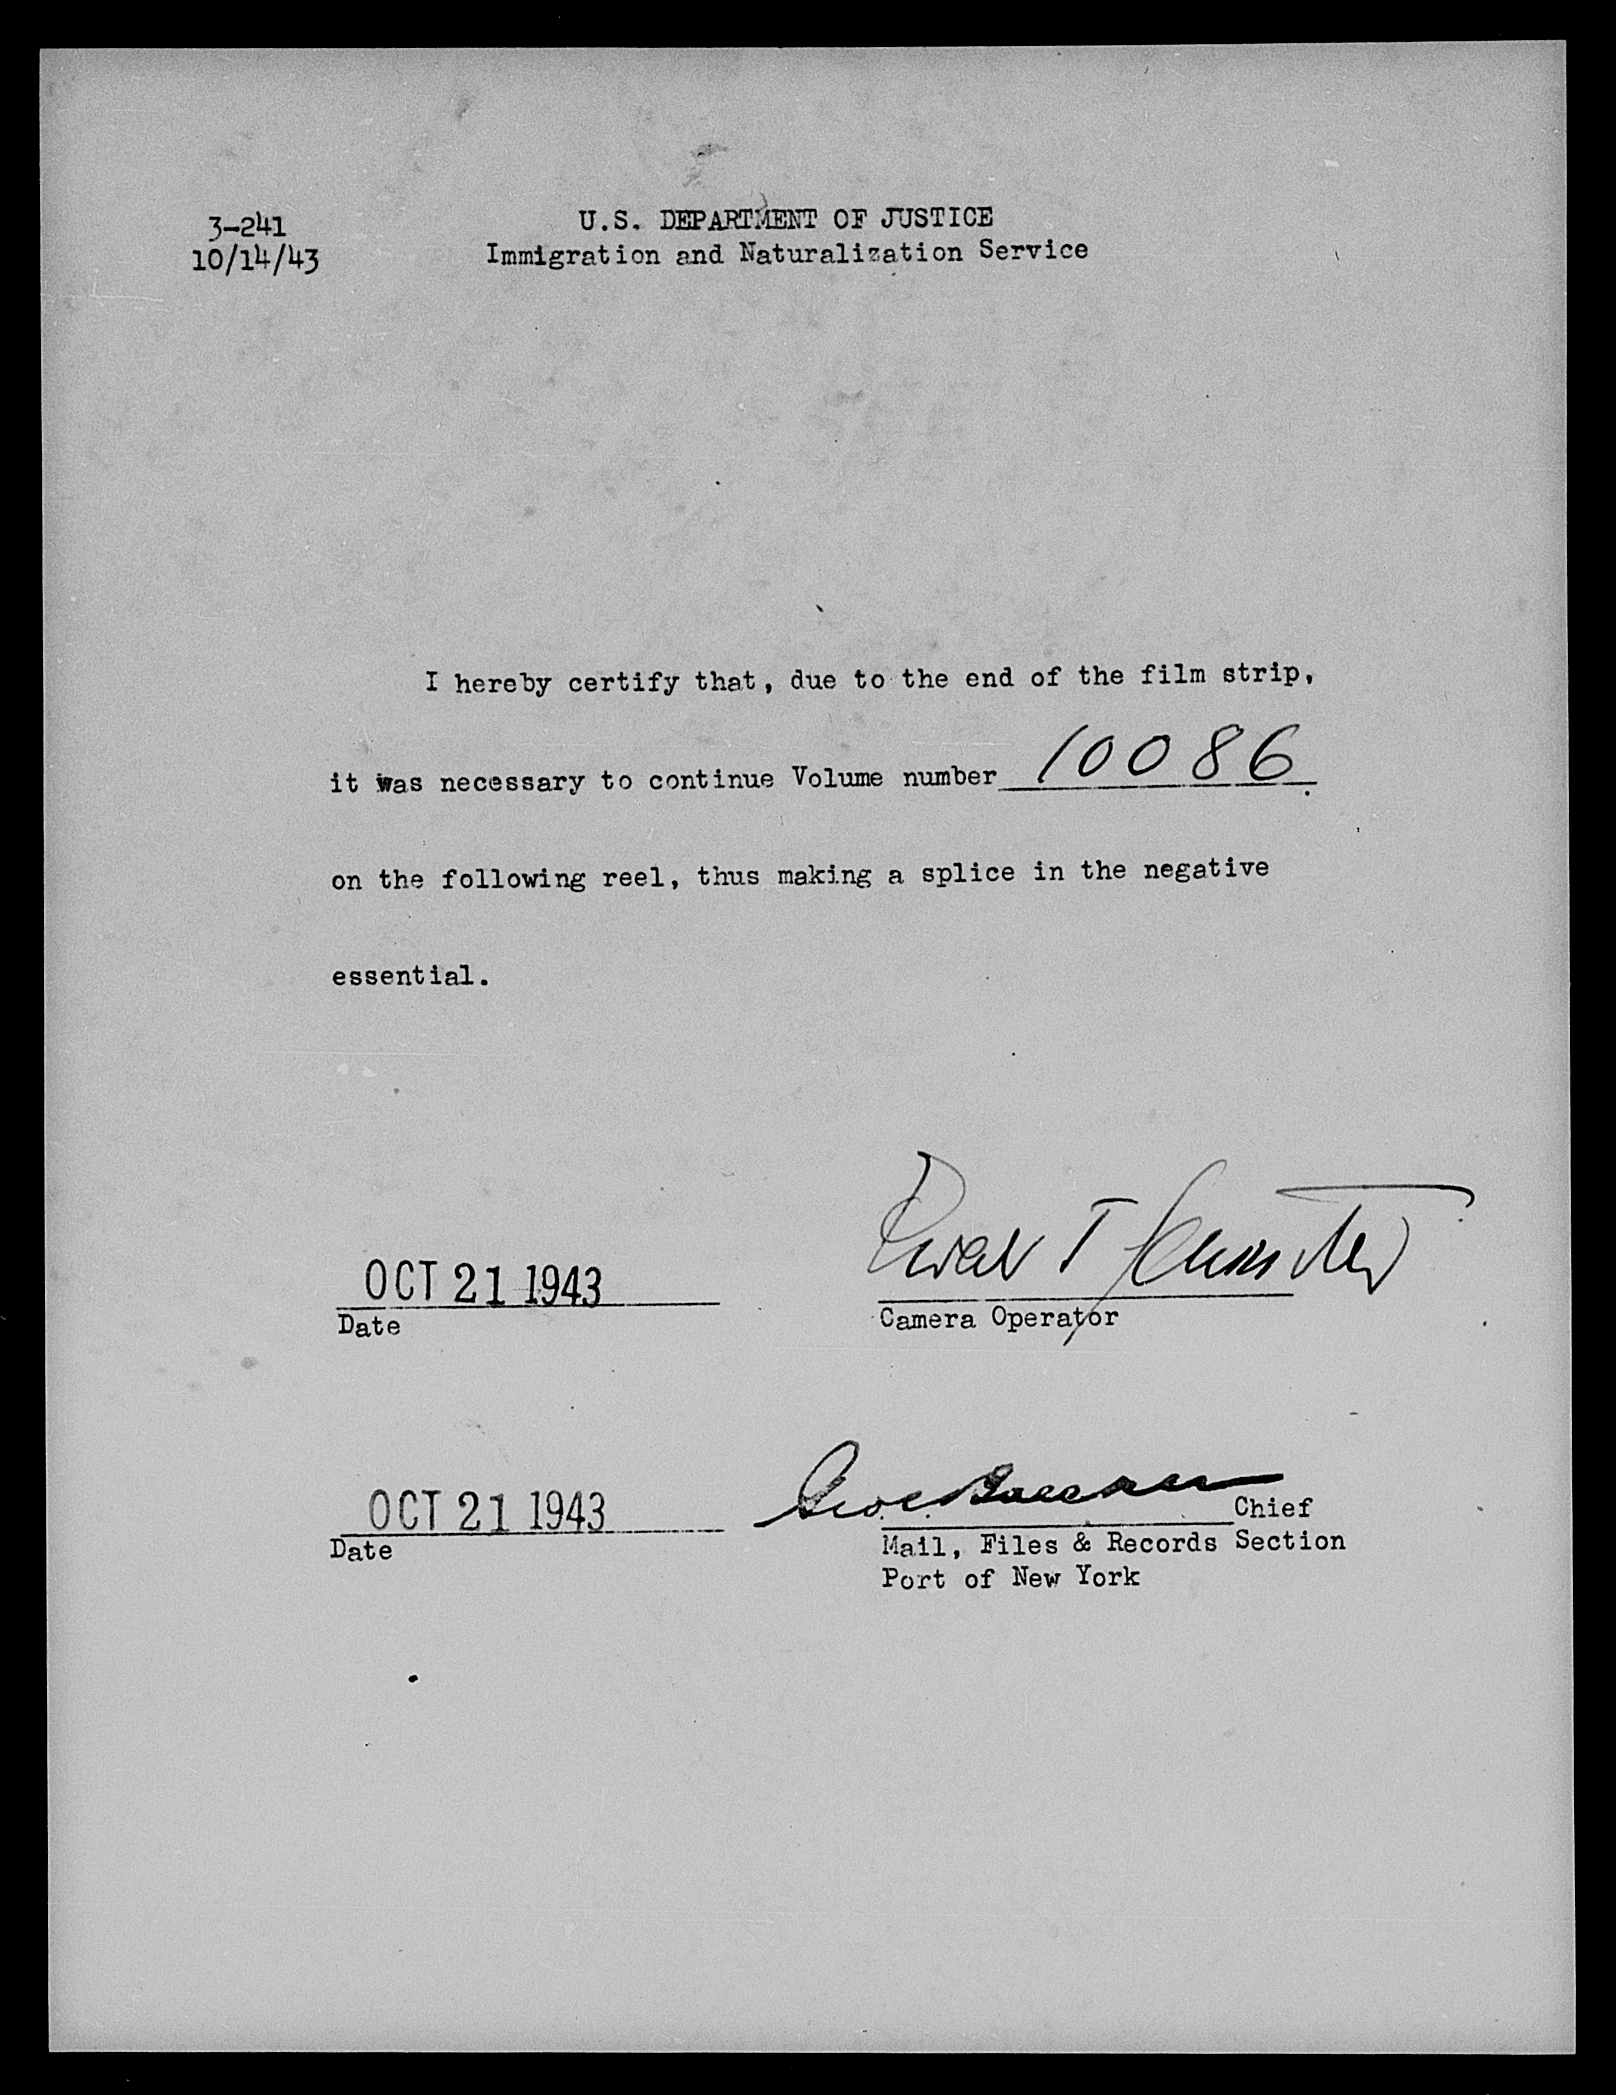 3-241
10/14/43
U.S. DEPARTMENT OF JUSTICE
Immigration and Naturalization Service
I hereby certify that, due to the end of the film strip,
it was necessary to continue Volume number 10086
on the following reel, thus making a splice in the negative
essential.
OCT 21 1943
Date
T
Camera Operator
OCT 21 1943
Date
Chief
Mail, Files & Records Section
Port of New York